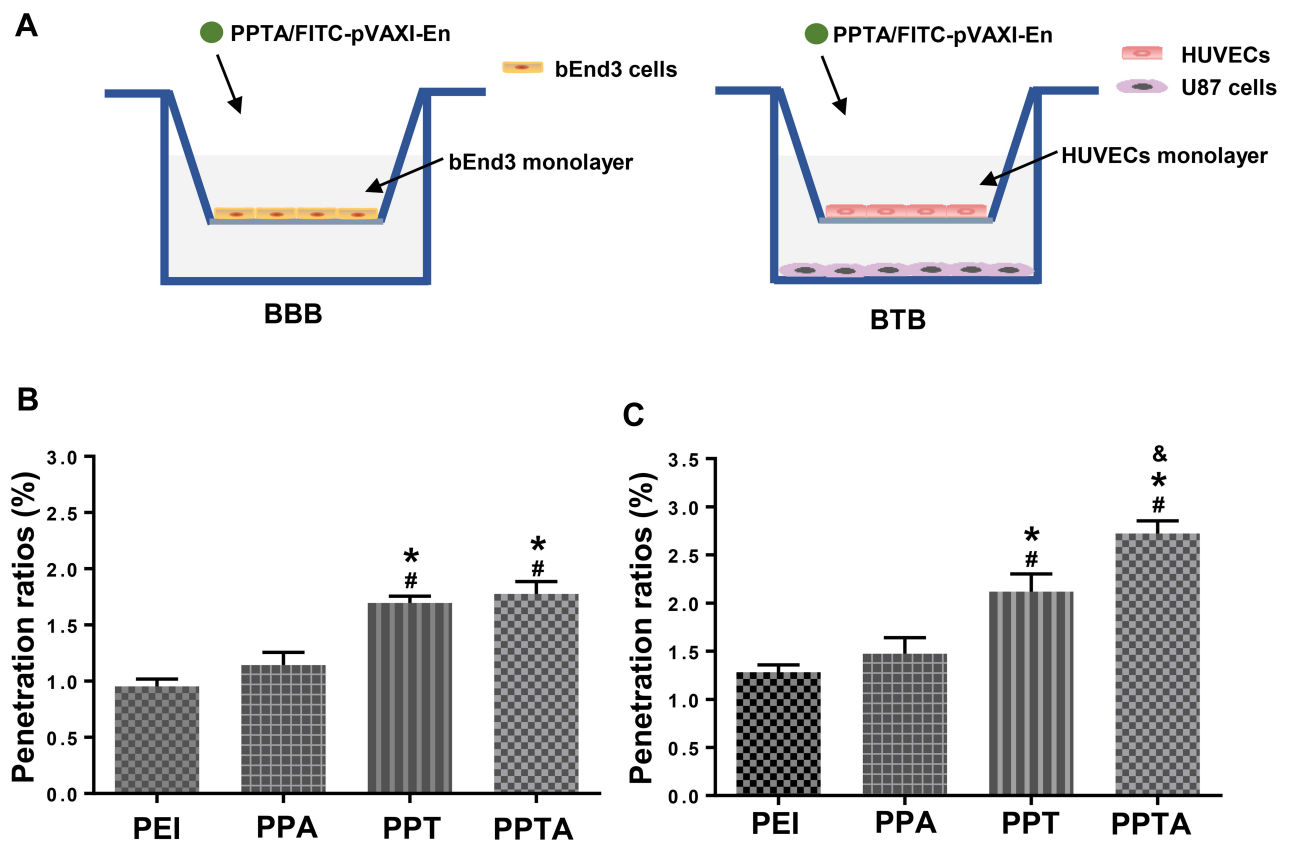 A
PPTA/FITC-pVAXI-En
bEnd3 cells
bEnd3 monolayer
BBB
PPTA/FITC-pVAXI-En
HUVECs
U87 cells
HUVECs monolayer
BTB
B
Penetration ratios (%)
3.0
2.5
2.0
1.5
1.0
0.5
0.0
*
#
*
#
PEI PPA PPT PPTA
C
Penetration ratios (%)
3.5
3.0
2.5
2.0
1.5
1.0
0.5
0.0
*
#
&
*
#
PEI PPA PPT PPTA